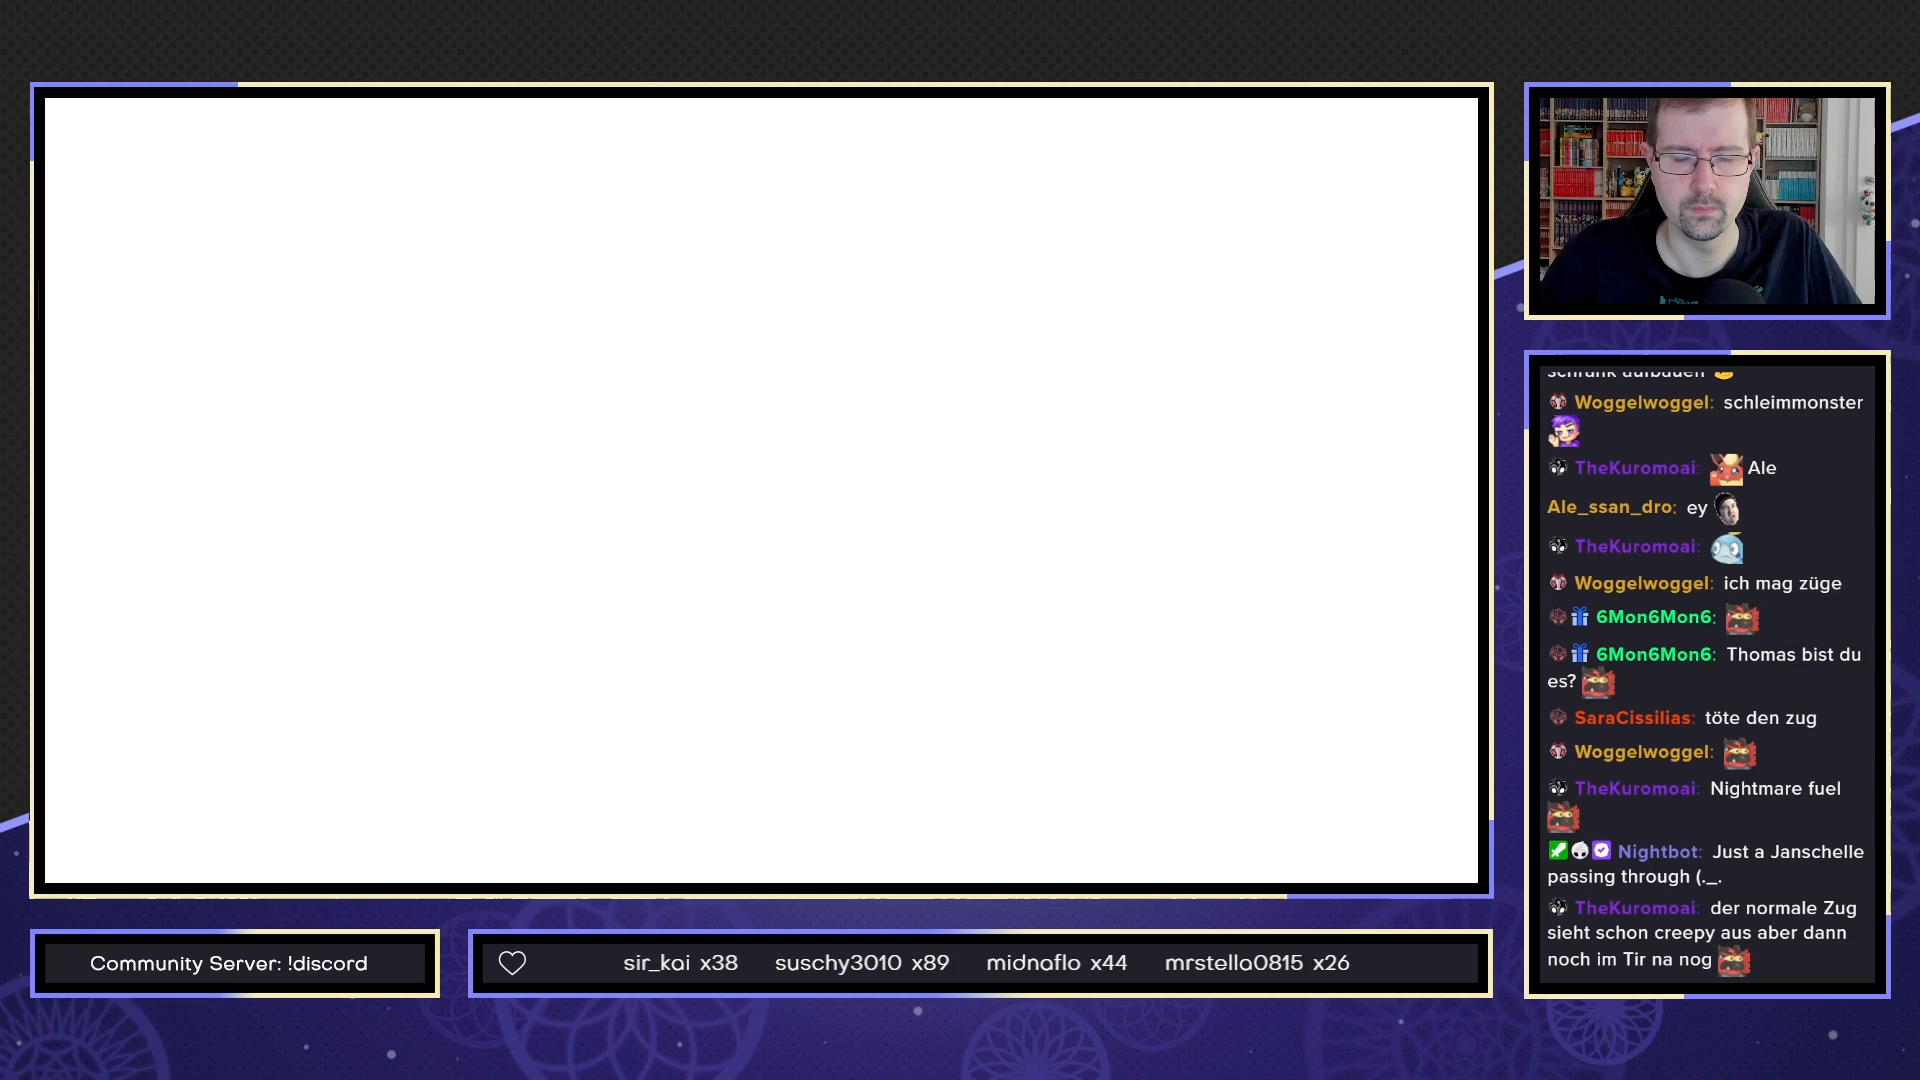 schrank aufbauen
Woggelwoggel: schleimmonster
TheKuromoai: Ale
Ale_ssan_dro: ey
TheKuromoai:
Woggelwoggel: ich mag züge
6Mon6Mon6:
6Mon6Mon6: Thomas bist du
es?
SaraCissilias: töte den zug
Woggelwoggel:
TheKuromoai: Nightmare fuel
Nightbot: Just a Janschelle
passing through (._.
TheKuromoai: der normale Zug
sieht schon creepy aus aber dann
noch im Tir na nog
Community Server: !discord
sir_kai x38 suschy3010 x89 midnaflo x44 mrstella0815 x26